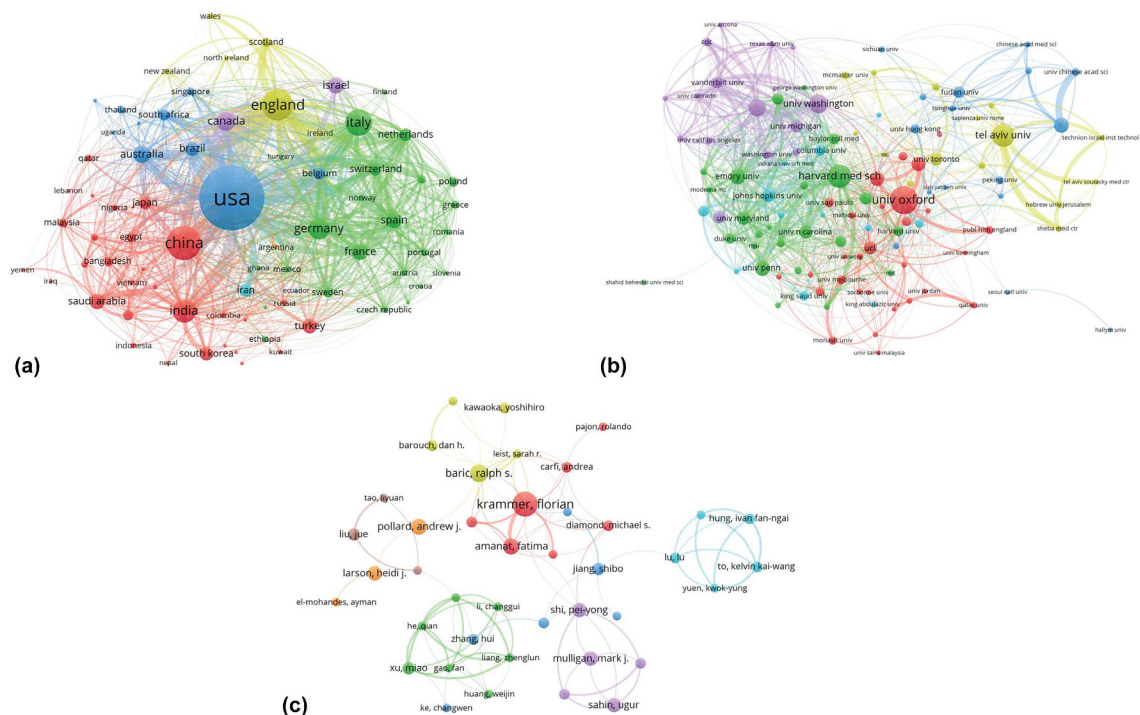 wales
scotland
north ireland
new zealand
israel
finland
singapore
england
thailand
south africa
canada
italy
netherlands
uganda
ireland
brazil
hungary
australia
switzerland
qatar
belgium
poland
lebanon
usa
norway
greece
japan
nigeria
malaysia
spain
germany
romania
egypt
china
argentina
france
portugal
bangladesh
ghana
mexico
slovenia
yemen
iraq
vietnam
iran
ecuador
sweden
austria
croatia
saudi arabia
india
russia
czech republic
colombia
turkey
indonesia
ethiopia
south korea
kuwait
nepal
(a)
univ arizona
cdc
texas a&m univ
sichuan univ
chinese acad med sci
vanderbilt univ
mcmaster univ
univ chinese acad sci
george washington univ
fudan univ
univ colorado
univ washington
tsinghua univ
sapienza univ rome
univ michigan
univ hong kong
tel aviv univ
technion israel inst technol
univ calif los angeles
baylor coll med
columbia univ
washington univ
indiana univ sch med
univ toronto
emory univ
harvard med sch
peking univ
tel aviv sourasky med ctr
moderna inc
johns hopkins univ
sun yat sen univ
univ oxford
hebrew univ jerusalem
univ sao paulo
mahidol univ
univ maryland
sheba med ctr
publ hlth england
duke univ
univ n carolina
harvard univ
ucl
univ antwerp
univ birmingham
univ penn
univ melbourne
mit
shahid beheshti univ med sci
king saud univ
sorbonne univ
univ jordan
seoul natl univ
king abdulaziz univ
qatar univ
hallym univ
monash univ
univ sains malaysia
(b)
kawaoka, yoshihiro
pajon, rolando
barouch, dan h.
leist, sarah r.
carfi, andrea
baric, ralph s.
tao, liyuan
krammer, florian
hung, ivan fan-ngai
pollard, andrew j.
diamond, michael s.
liu, jue
amanat, fatima
lu, lu
to, kelvin kai-wang
larson, heidi j.
jiang, shibo
yuen, kwok-yung
el-mohandes, ayman
li, changgui
shi, pei-yong
he, qian
zhang, hui
liang, zhenglun
mulligan, mark j.
xu, miao
gao, fan
huang, weijin
sahin, ugur
ke, changwen
(c)